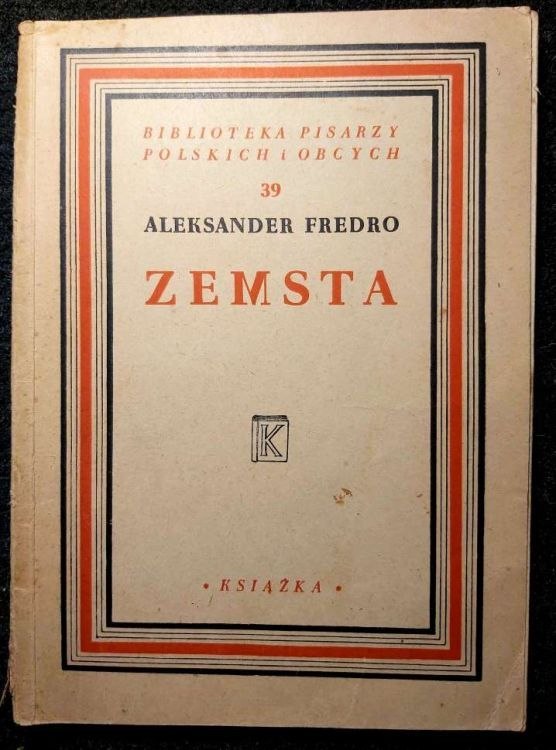 BIBLIOTEKA PISARZY
POLSKICH i OBCYCH
39
ALEKSANDER FREDRO
ZEMSTA
K
• KSIĄŻKA •